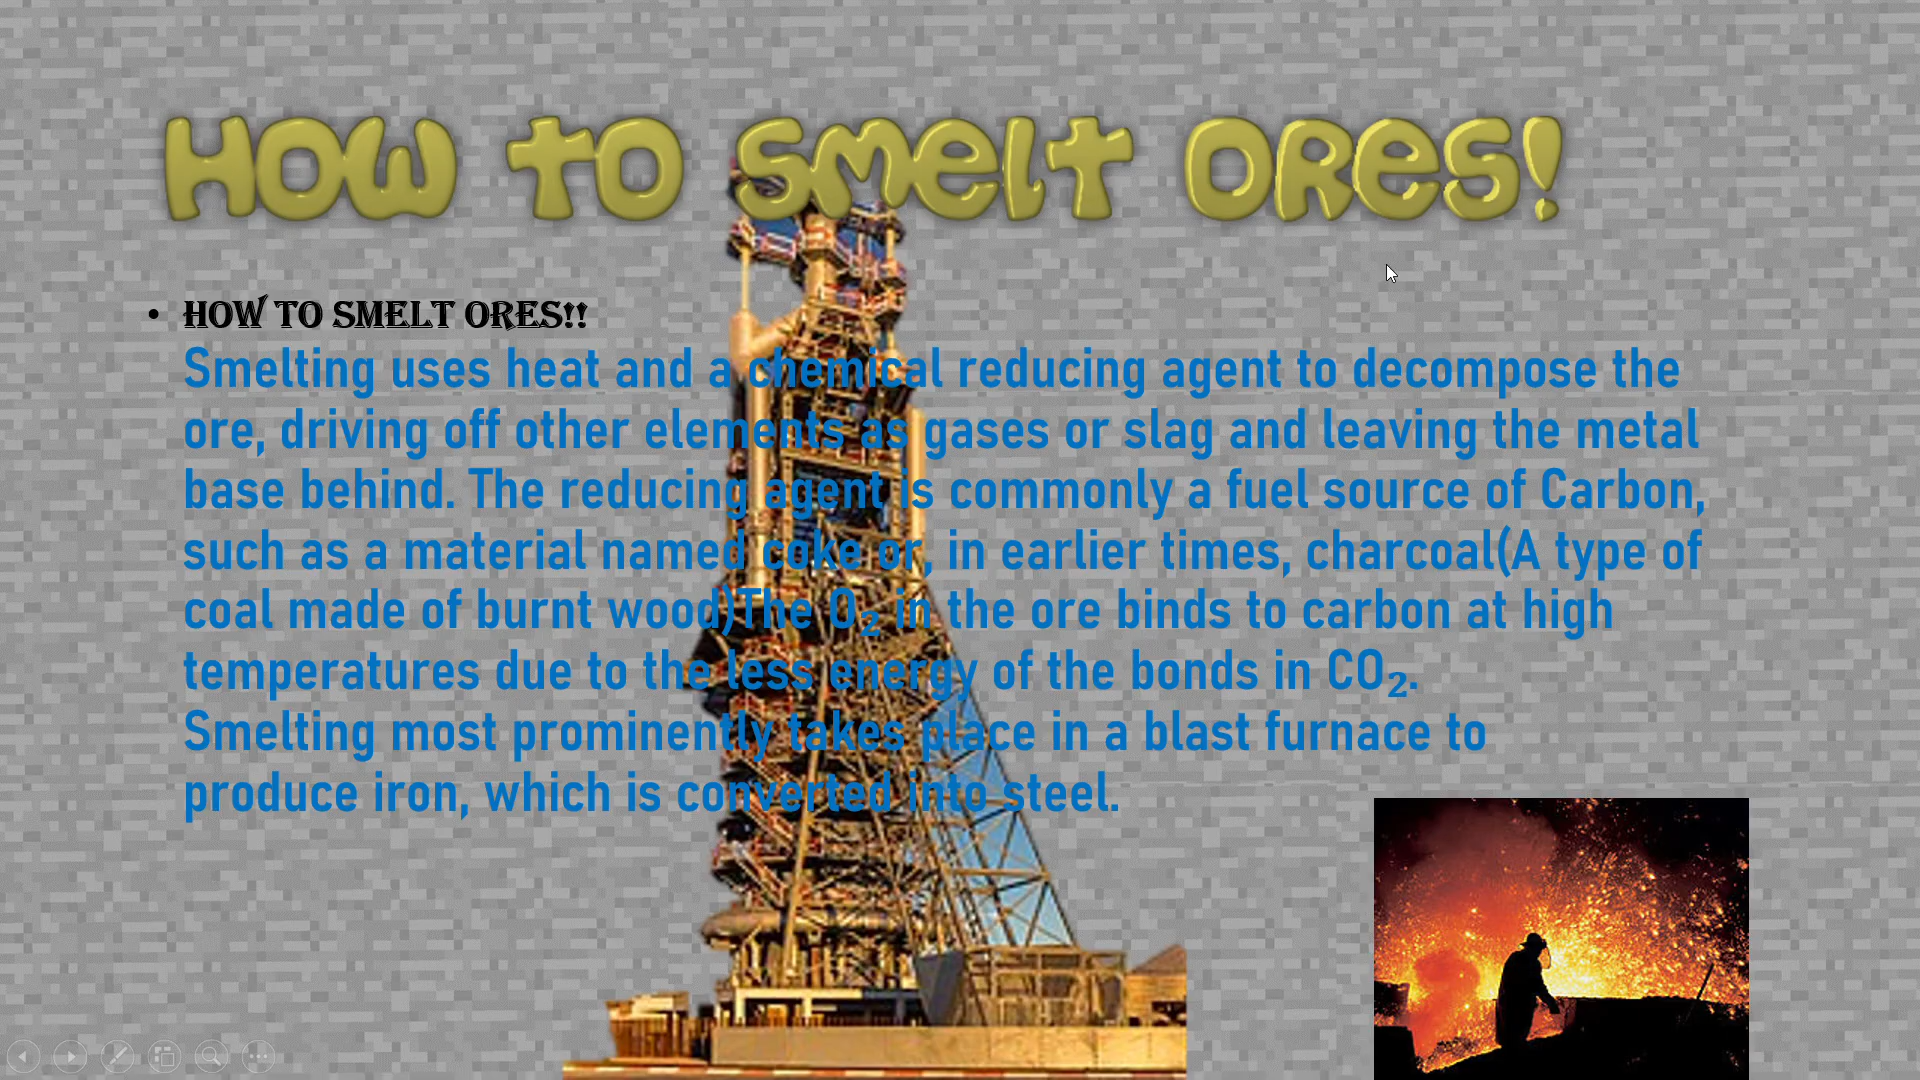 HOW TO SMELT ORES!
• HOW TO SMELT ORES!!
Smelting uses heat and a chemical reducing agent to decompose the
ore, driving off other elements as gases or slag and leaving the metal
base behind. The reducing agent is commonly a fuel source of Carbon,
such as a material named coke or, in earlier times, charcoal(A type of
coal made of burnt wood)The O₂ in the ore binds to carbon at high
temperatures due to the less energy of the bonds in CO₂.
Smelting most prominently takes place in a blast furnace to
produce iron, which is converted into steel.